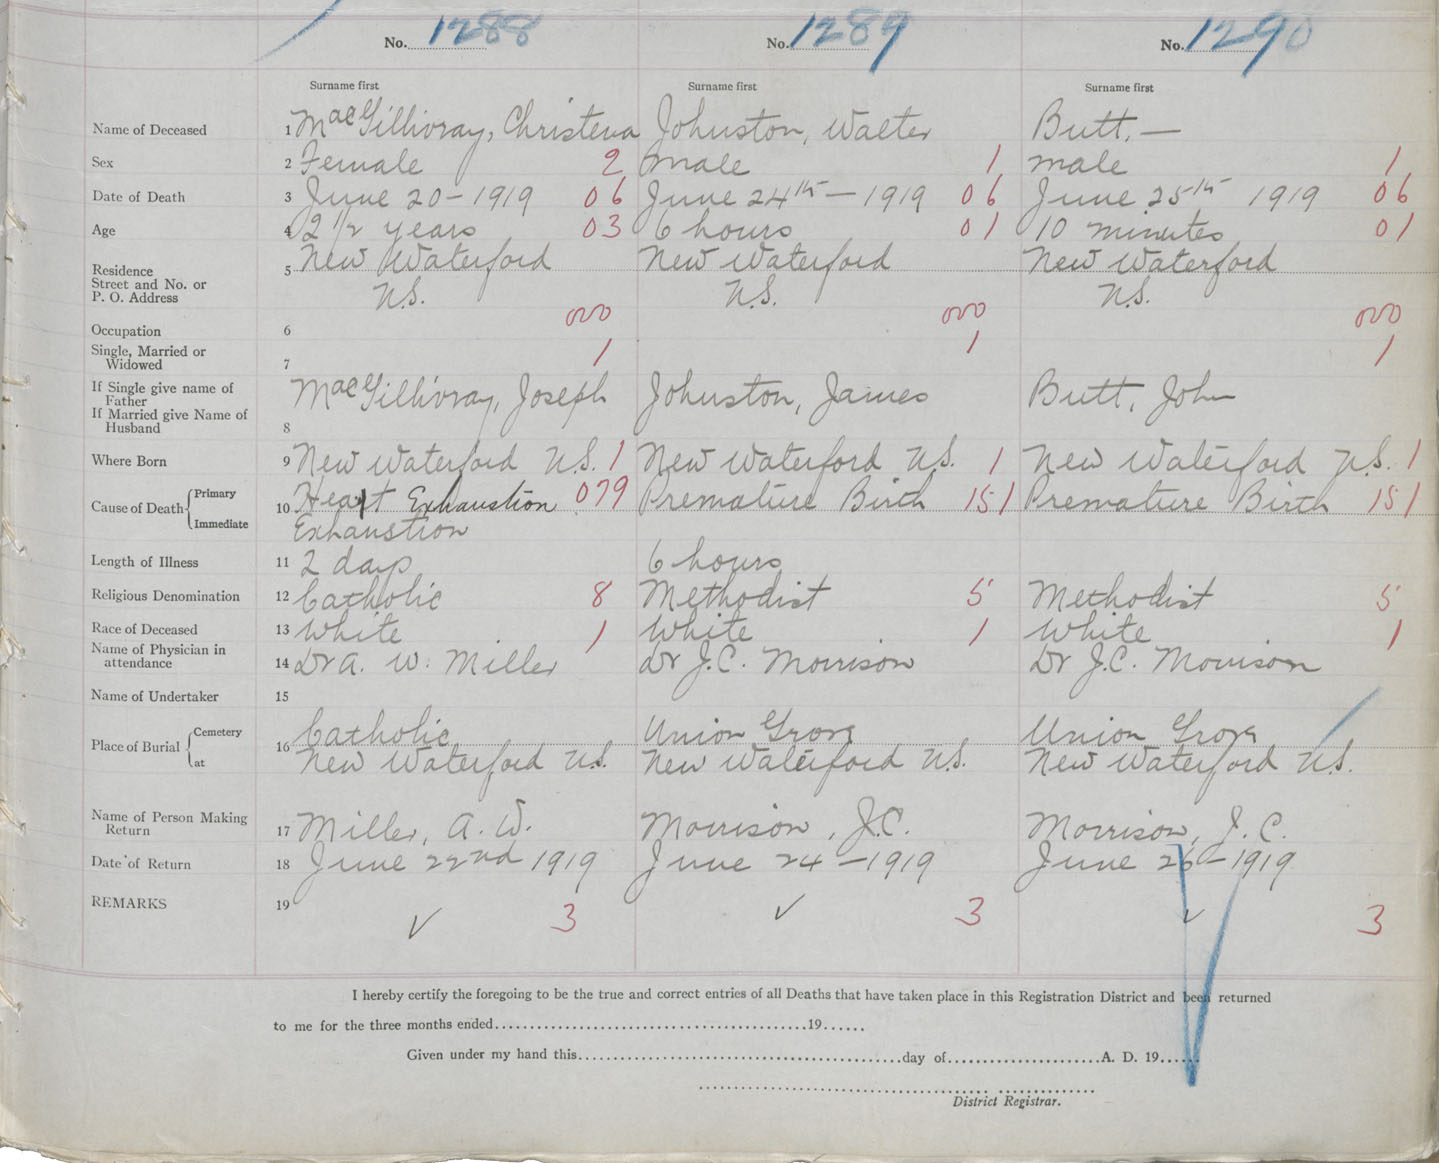 No. 1288 No. 1289 No. 1290
Surname first Surname first Surname first
Name of Deceased 1 MacGillivray, Christena Johnston, Walter Butt, —
Sex 2 Female 2 male 1 male 1
Date of Death 3 June 20 - 1919 06 June 24th - 1919 06 June 25th 1919 06
Age 4 2 1/2 years 03 6 hours 01 10 minutes 01
Residence 5 New Waterford New Waterford New Waterford
Street and No. or
P. O. Address N.S. N.S. N.S.
Occupation 6 000 000 000
Single, Married or
Widowed 7 1 1 1
If Single give name of
Father MacGillivray, Joseph Johnston, James Butt, John
If Married give Name of
Husband 8
Where Born 9 New Waterford N.S. 1 New Waterford N.S. 1 New Waterford N.S. 1
Cause of Death Primary 10 Heart Exhaustion 079 Premature Birth 151 Premature Birth 151
Immediate Exhaustion
Length of Illness 11 2 days 6 hours
Religious Denomination 12 Catholic 8 Methodist 5 Methodist 5
Race of Deceased 13 White 1 White 1 White 1
Name of Physician in
attendance 14 Dr A. W. Miller Dr J.C. Morrison Dr J.C. Morrison
Name of Undertaker 15
Place of Burial Cemetery 16 Catholic Union Grove Union Grove
at New Waterford N.S. New Waterford N.S. New Waterford N.S.
Name of Person Making
Return 17 Miller, A. W. Morrison, J.C. Morrison, J. C.
Date of Return 18 June 22nd 1919 June 24 - 1919 June 26 - 1919
REMARKS 19 ✓ 3 ✓ 3 ✓ 3
I hereby certify the foregoing to be the true and correct entries of all Deaths that have taken place in this Registration District and been returned
to me for the three months ended 19
Given under my hand this day of A. D. 19
District Registrar.